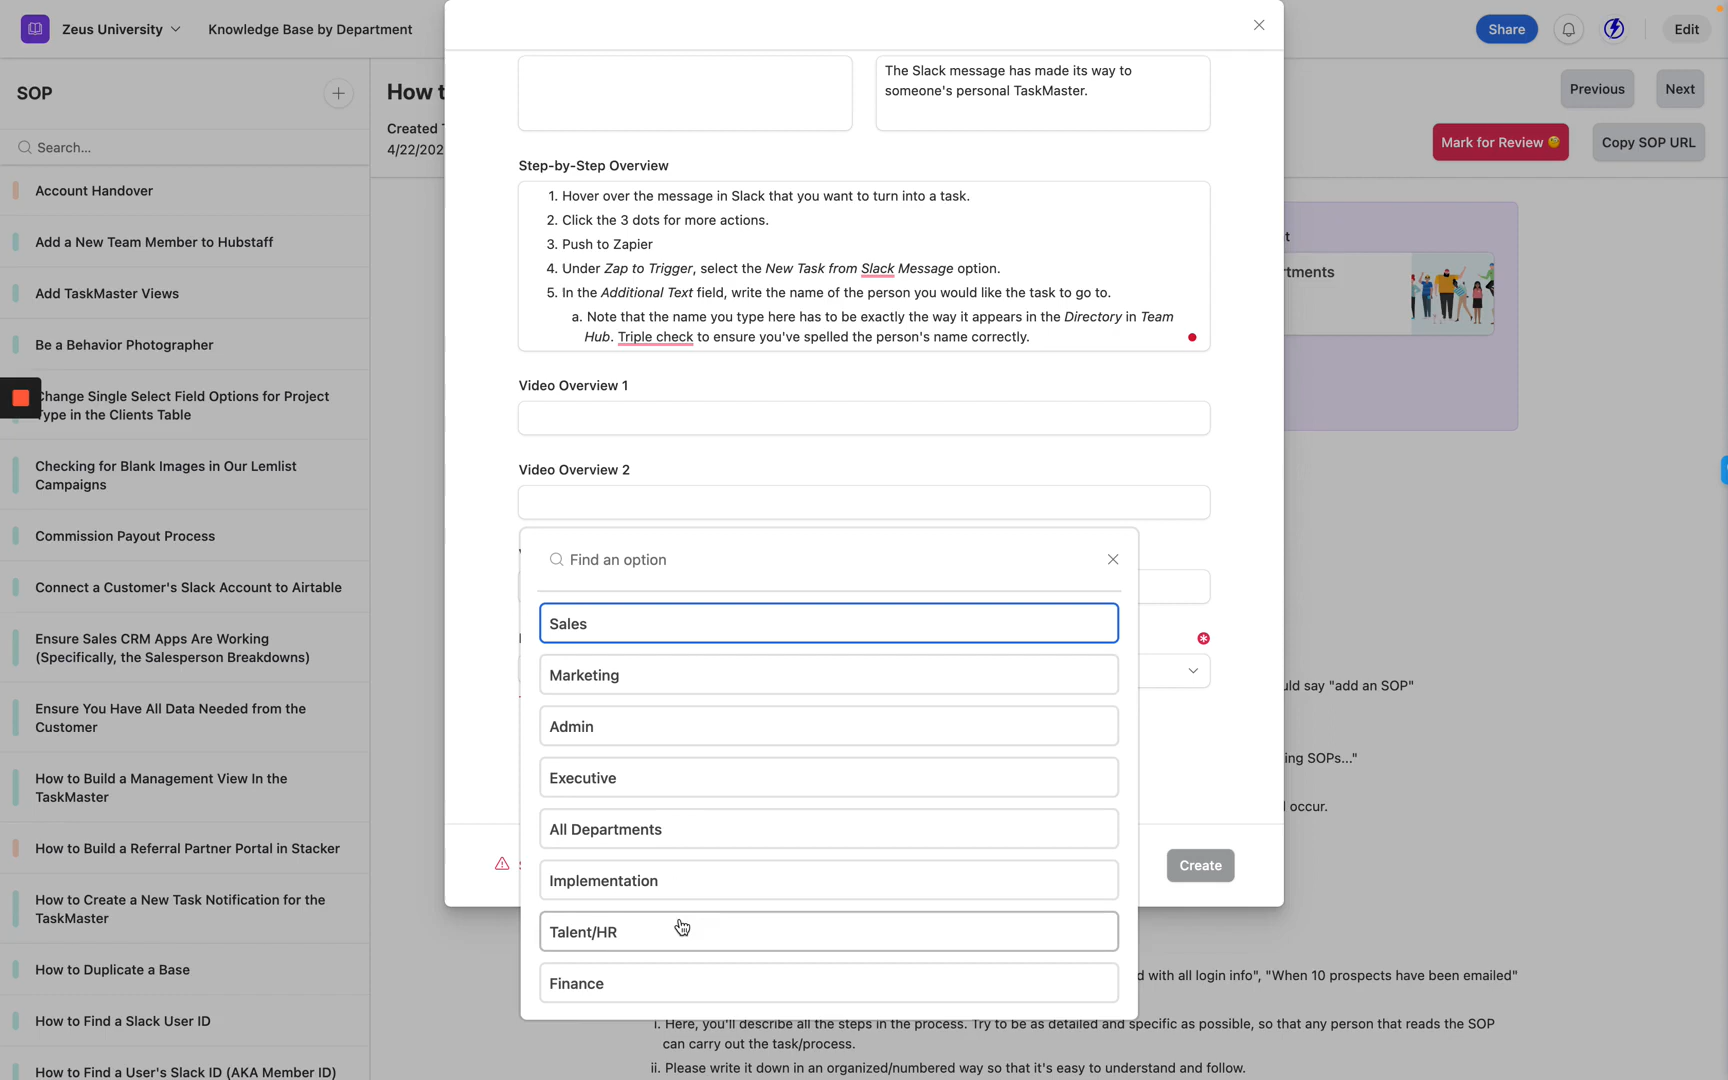 Zeus University
Knowledge Base by Department
Share
Edit
SOP
Search...
Account Handover
Add a New Team Member to Hubstaff
Add TaskMaster Views
Be a Behavior Photographer
Change Single Select Field Options for Project
Type in the Clients Table
Checking for Blank Images in Our Lemlist
Campaigns
Commission Payout Process
Connect a Customer's Slack Account to Airtable
Ensure Sales CRM Apps Are Working
(Specifically, the Salesperson Breakdowns)
Ensure You Have All Data Needed from the
Customer
How to Build a Management View In the
TaskMaster
How to Build a Referral Partner Portal in Stacker
How to Create a New Task Notification for the
TaskMaster
How to Duplicate a Base
How to Find a Slack User ID
How to Find a User's Slack ID (AKA Member ID)
How t
Created
4/22/202
Previous
Next
Mark for Review
Copy SOP URL
The Slack message has made its way to
someone's personal TaskMaster.
Step-by-Step Overview
1. Hover over the message in Slack that you want to turn into a task.
2. Click the 3 dots for more actions.
3. Push to Zapier
4. Under Zap to Trigger, select the New Task from Slack Message option.
5. In the Additional Text field, write the name of the person you would like the task to go to.
a. Note that the name you type here has to be exactly the way it appears in the Directory in Team
Hub. Triple check to ensure you've spelled the person's name correctly.
Video Overview 1
Video Overview 2
Find an option
Sales
Marketing
Admin
Executive
All Departments
Implementation
Talent/HR
Finance
Create
t
rtments
uld say "add an SOP"
ing SOPs..."
l occur.
d with all login info", "When 10 prospects have been emailed"
i. Here, you'll describe all the steps in the process. Try to be as detailed and specific as possible, so that any person that reads the SOP
can carry out the task/process.
ii. Please write it down in an organized/numbered way so that it's easy to understand and follow.